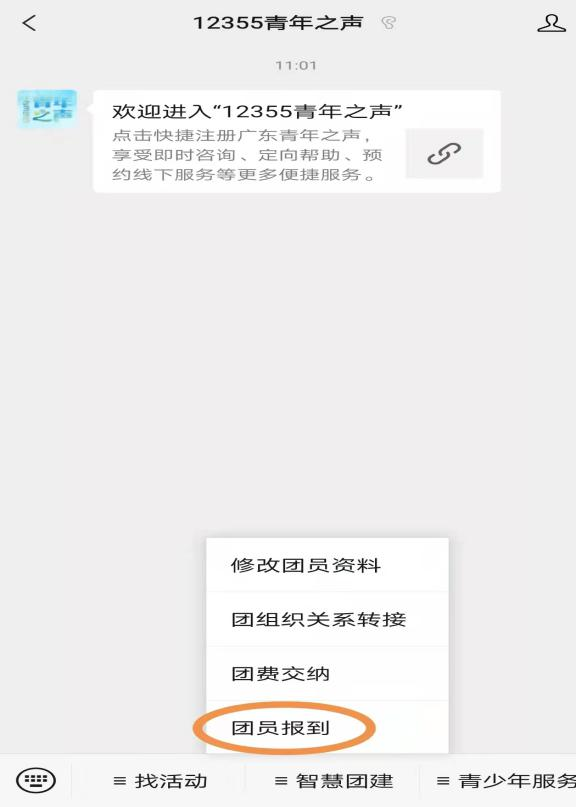 12355青年之声
11:01
青年
之声
欢迎进入“12355青年之声”
点击快捷注册广东青年之声，
享受即时咨询、定向帮助、预
约线下服务等更多便捷服务。
修改团员资料
团组织关系转接
团费交纳
团员报到
找活动
智慧团建
青少年服务